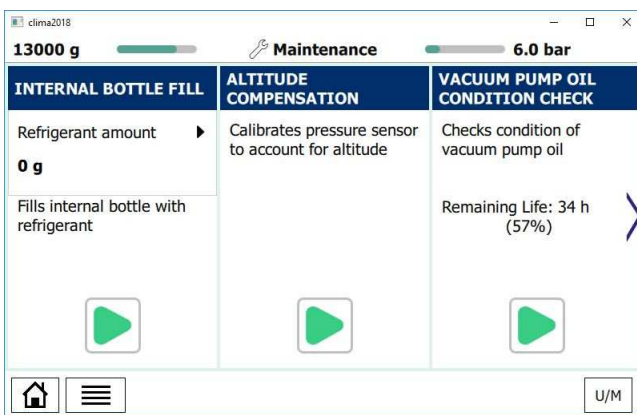 clima2018
13000 g
Maintenance
6.0 bar
INTERNAL BOTTLE FILL
Refrigerant amount
0 g
Fills internal bottle with
refrigerant
ALTITUDE
COMPENSATION
Calibrates pressure sensor
to account for altitude
VACUUM PUMP OIL
CONDITION CHECK
Checks condition of
vacuum pump oil
Remaining Life: 34 h
(57%)
U/M